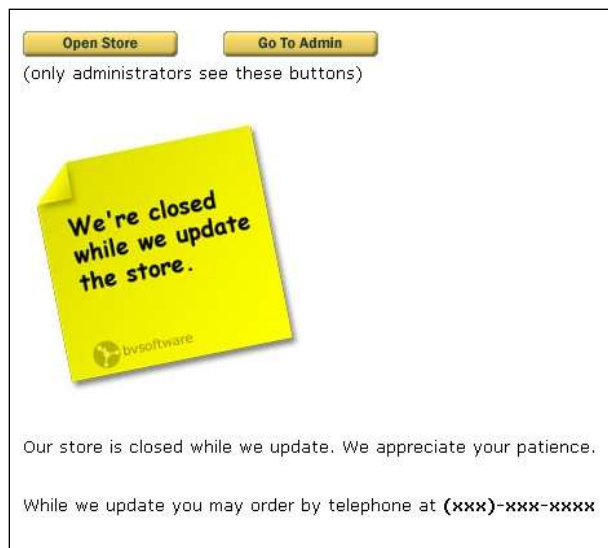 Open Store Go To Admin
(only administrators see these buttons)
We're closed
while we update
the store.
bvsoftware
Our store is closed while we update. We appreciate your patience.
While we update you may order by telephone at (xxx)-xxx-xxxx